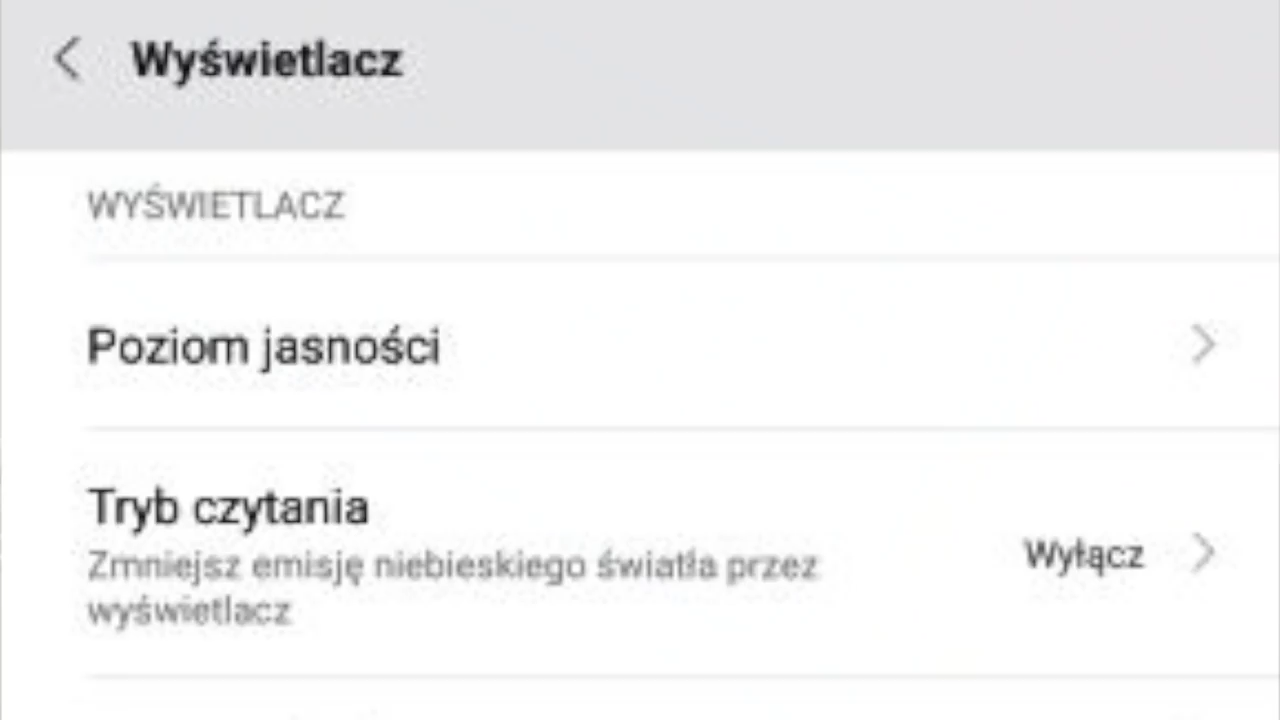 Wyświetlacz
WYŚWIETLACZ
Poziom jasności
Tryb czytania
Zmniejsz emisję niebieskiego światła przez
wyświetlacz
Wyłącz